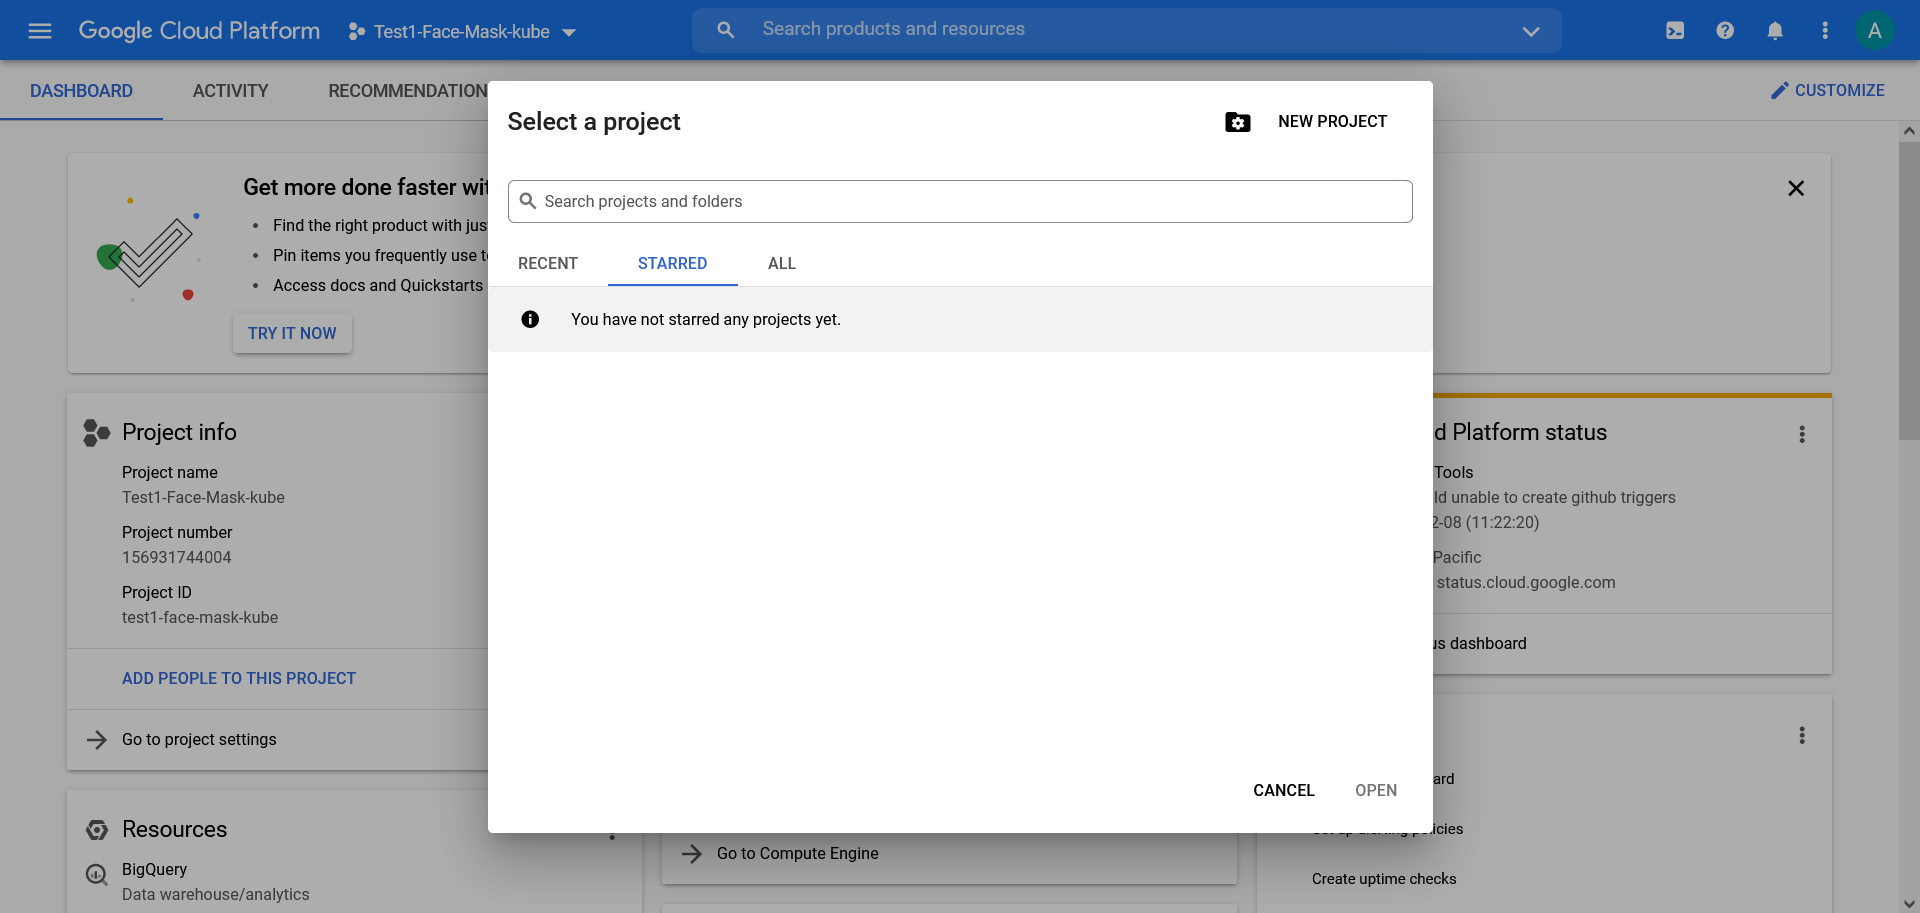 Google Cloud Platform
Test1-Face-Mask-kube
Search products and resources
A
DASHBOARD
ACTIVITY
RECOMMENDATION
CUSTOMIZE
Get more done faster wit
Find the right product with jus
Pin items you frequently use t
Access docs and Quickstarts
TRY IT NOW
Project info
Project name
Test1-Face-Mask-kube
Project number
156931744004
Project ID
test1-face-mask-kube
ADD PEOPLE TO THIS PROJECT
Go to project settings
Resources
BigQuery
Data warehouse/analytics
Select a project
NEW PROJECT
Search projects and folders
RECENT
STARRED
ALL
You have not starred any projects yet.
CANCEL
OPEN
Go to Compute Engine
d Platform status
Tools
ld unable to create github triggers
2-08 (11:22:20)
Pacific
status.cloud.google.com
us dashboard
ard
Set up alerting policies
Create uptime checks